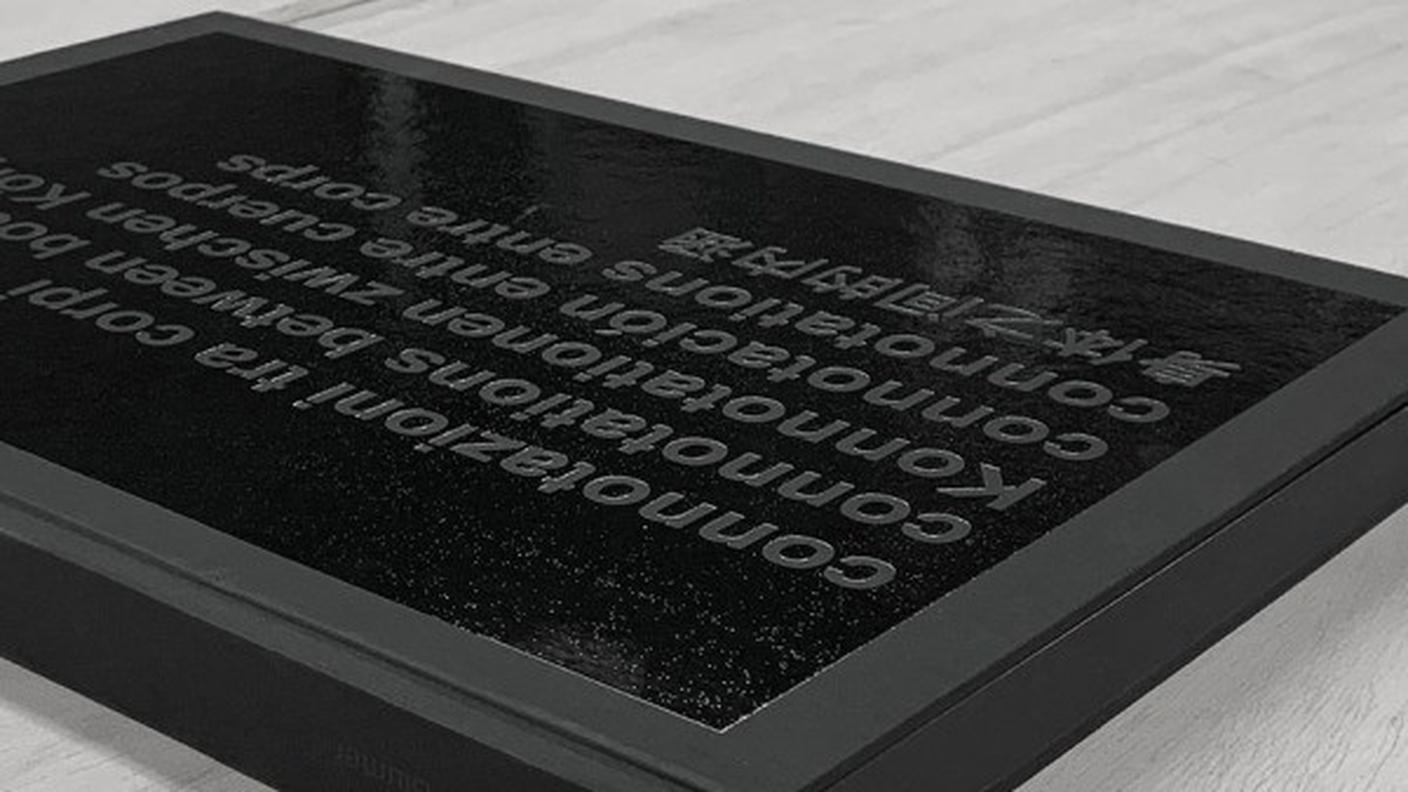 connotazioni tra corpi
connotations between
Konnotationen zwischen
connotación entre cuerpos
connotations entre corps
身体之间的内涵